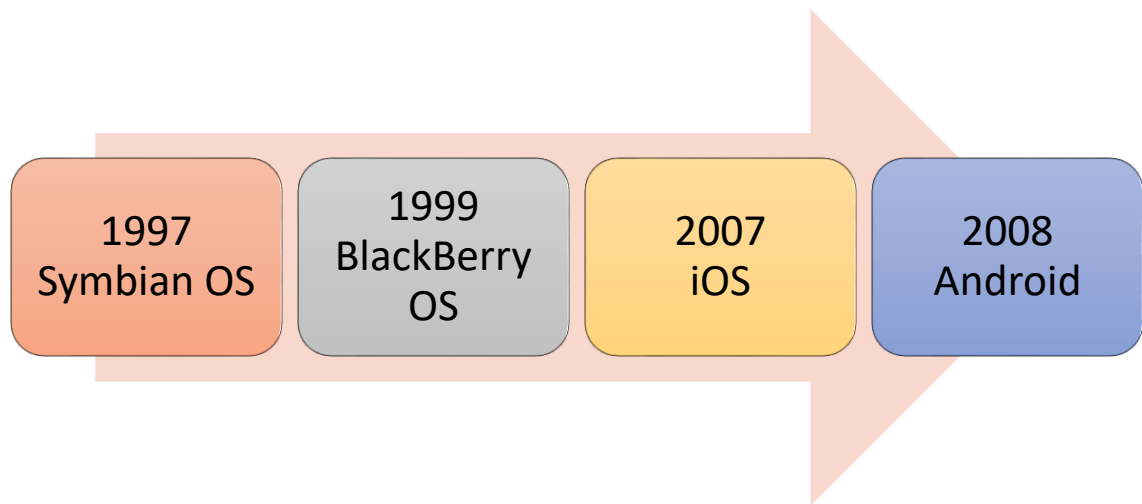 1997
Symbian OS
1999
BlackBerry
OS
2007
iOS
2008
Android